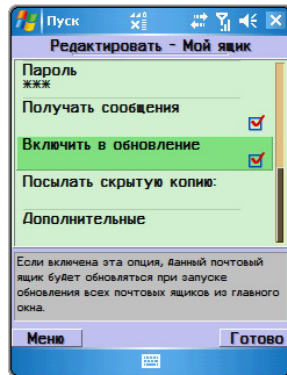 Пуск
Редактировать - Мой ящик
Пароль
жжж
Получать сообщения
Включить в обновление
Посылать скрытую копию:
Дополнительные
Если включена эта опция, данный почтовый
ящик будет обновляться при запуске
обновления всех почтовых ящиков из главного
окна.
Меню
Готово